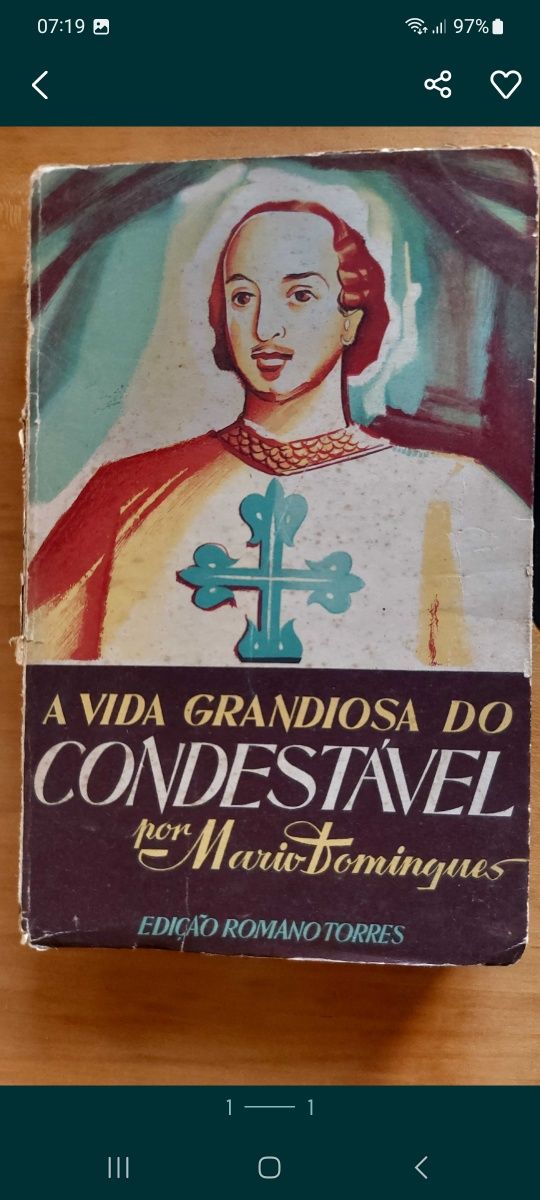 07:19
97%
A VIDA GRANDIOSA DO
CONDESTÁVEL
por Mario Domingues
EDIÇÃO ROMANO TORRES
1 1